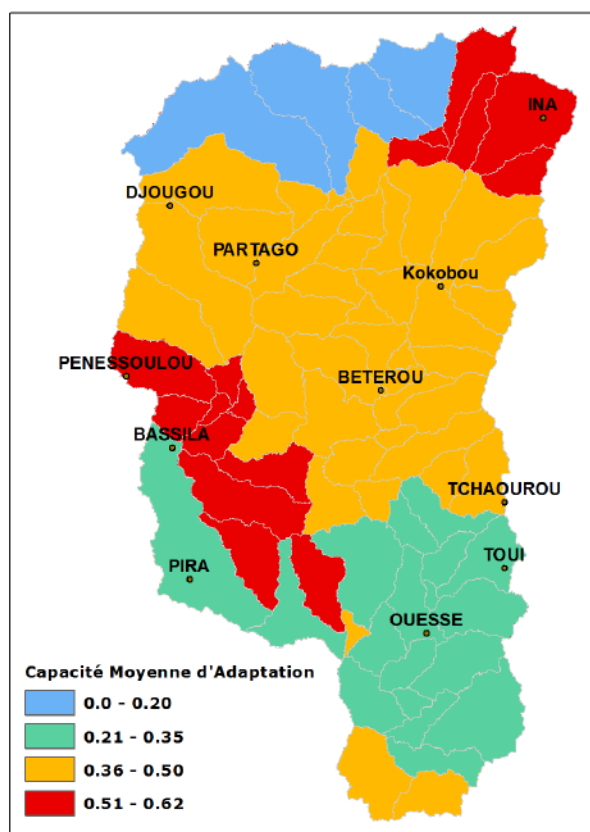 INA
DJOUGOU
PARTAGO
Kokobou
PENESSOULOU
BETEROU
BASSILA
TCHAOUROU
TOUI
PIRA
OUESSE
Capacité Moyenne d'Adaptation
0.0 - 0.20
0.21 - 0.35
0.36 - 0.50
0.51 - 0.62